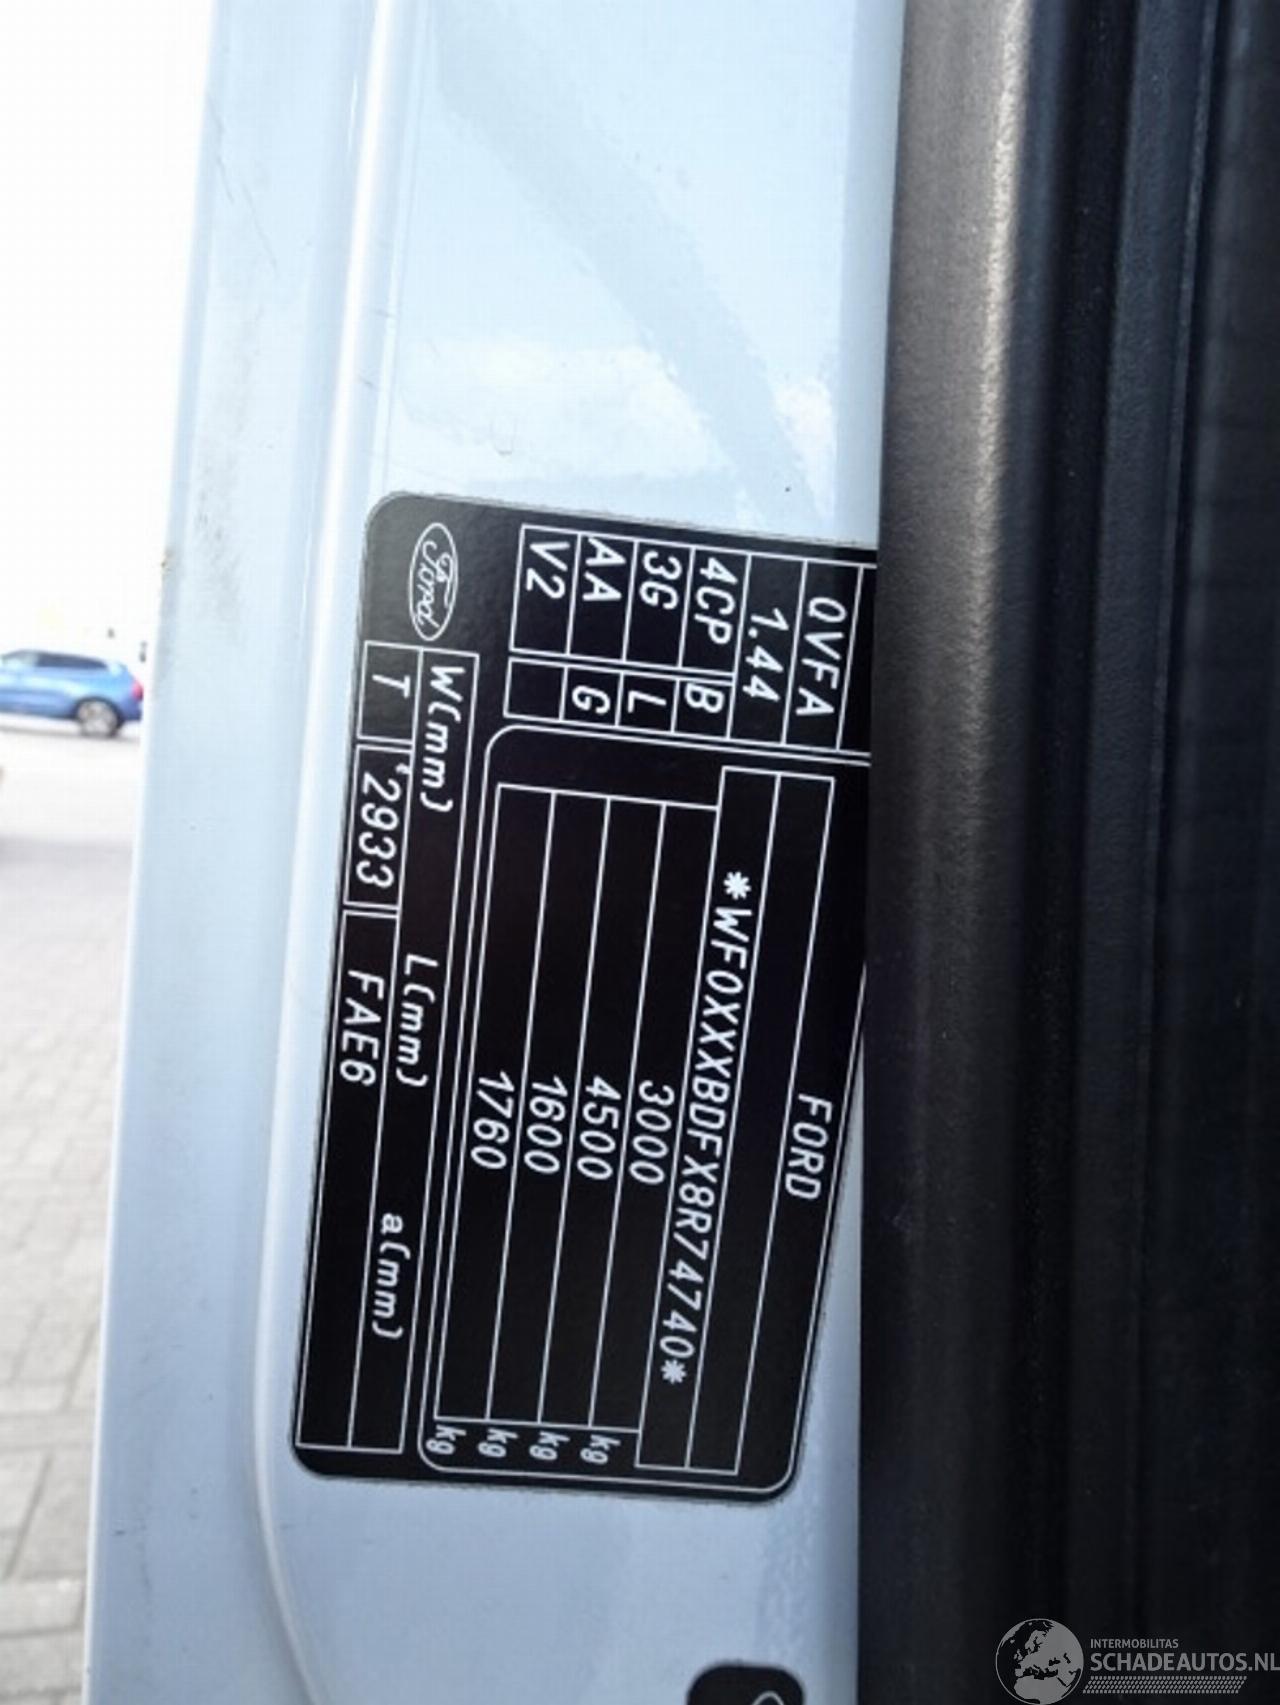 FORD
*WF0XXXBDFX8R74740*
3000 kg
4500 kg
1600 kg
1760 kg
QVFA
1.44
4CP B
3G L
AA G
V2
Ford
W(mm) L(mm) a(mm)
T 2933 FAE6
INTERMOBILITAS
SCHADEAUTOS.NL